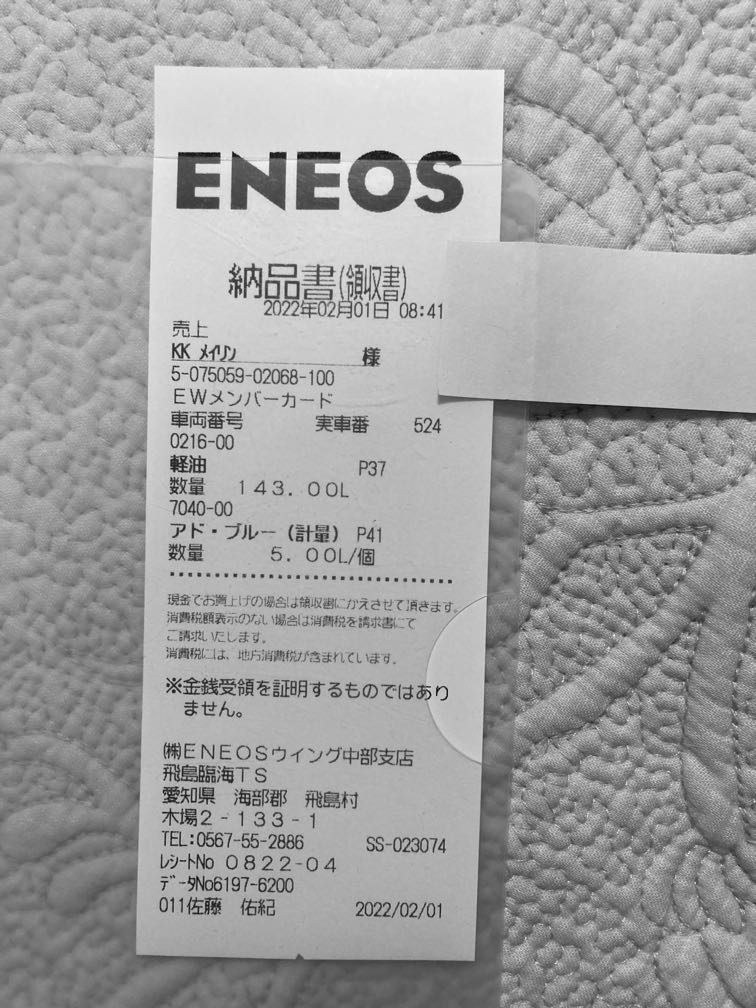 ENEOS
納品書(領収書)
2022年02月01日 08:41
売上
KK メイリン 様
5-075059-02068-100
EWメンバーカード
車両番号 実車番 524
0216-00
軽油 P37
数量 143.00L
7040-00
アド・ブルー(計量) P41
数量 5.00L/個
現金でお買上げの場合は領収書にかえさせて頂きます。
消費税額表示のない場合は消費税を請求書にて
ご請求いたします。
消費税には、地方消費税が含まれています。
※金銭受領を証明するものではあり
ません。
㈱ENEOSウイング中部支店
飛島臨海TS
愛知県 海部郡 飛島村
木場2-133-1
TEL:0567-55-2886 SS-023074
レシートNo 0822-04
データNo6197-6200
011佐藤 佑紀 2022/02/01